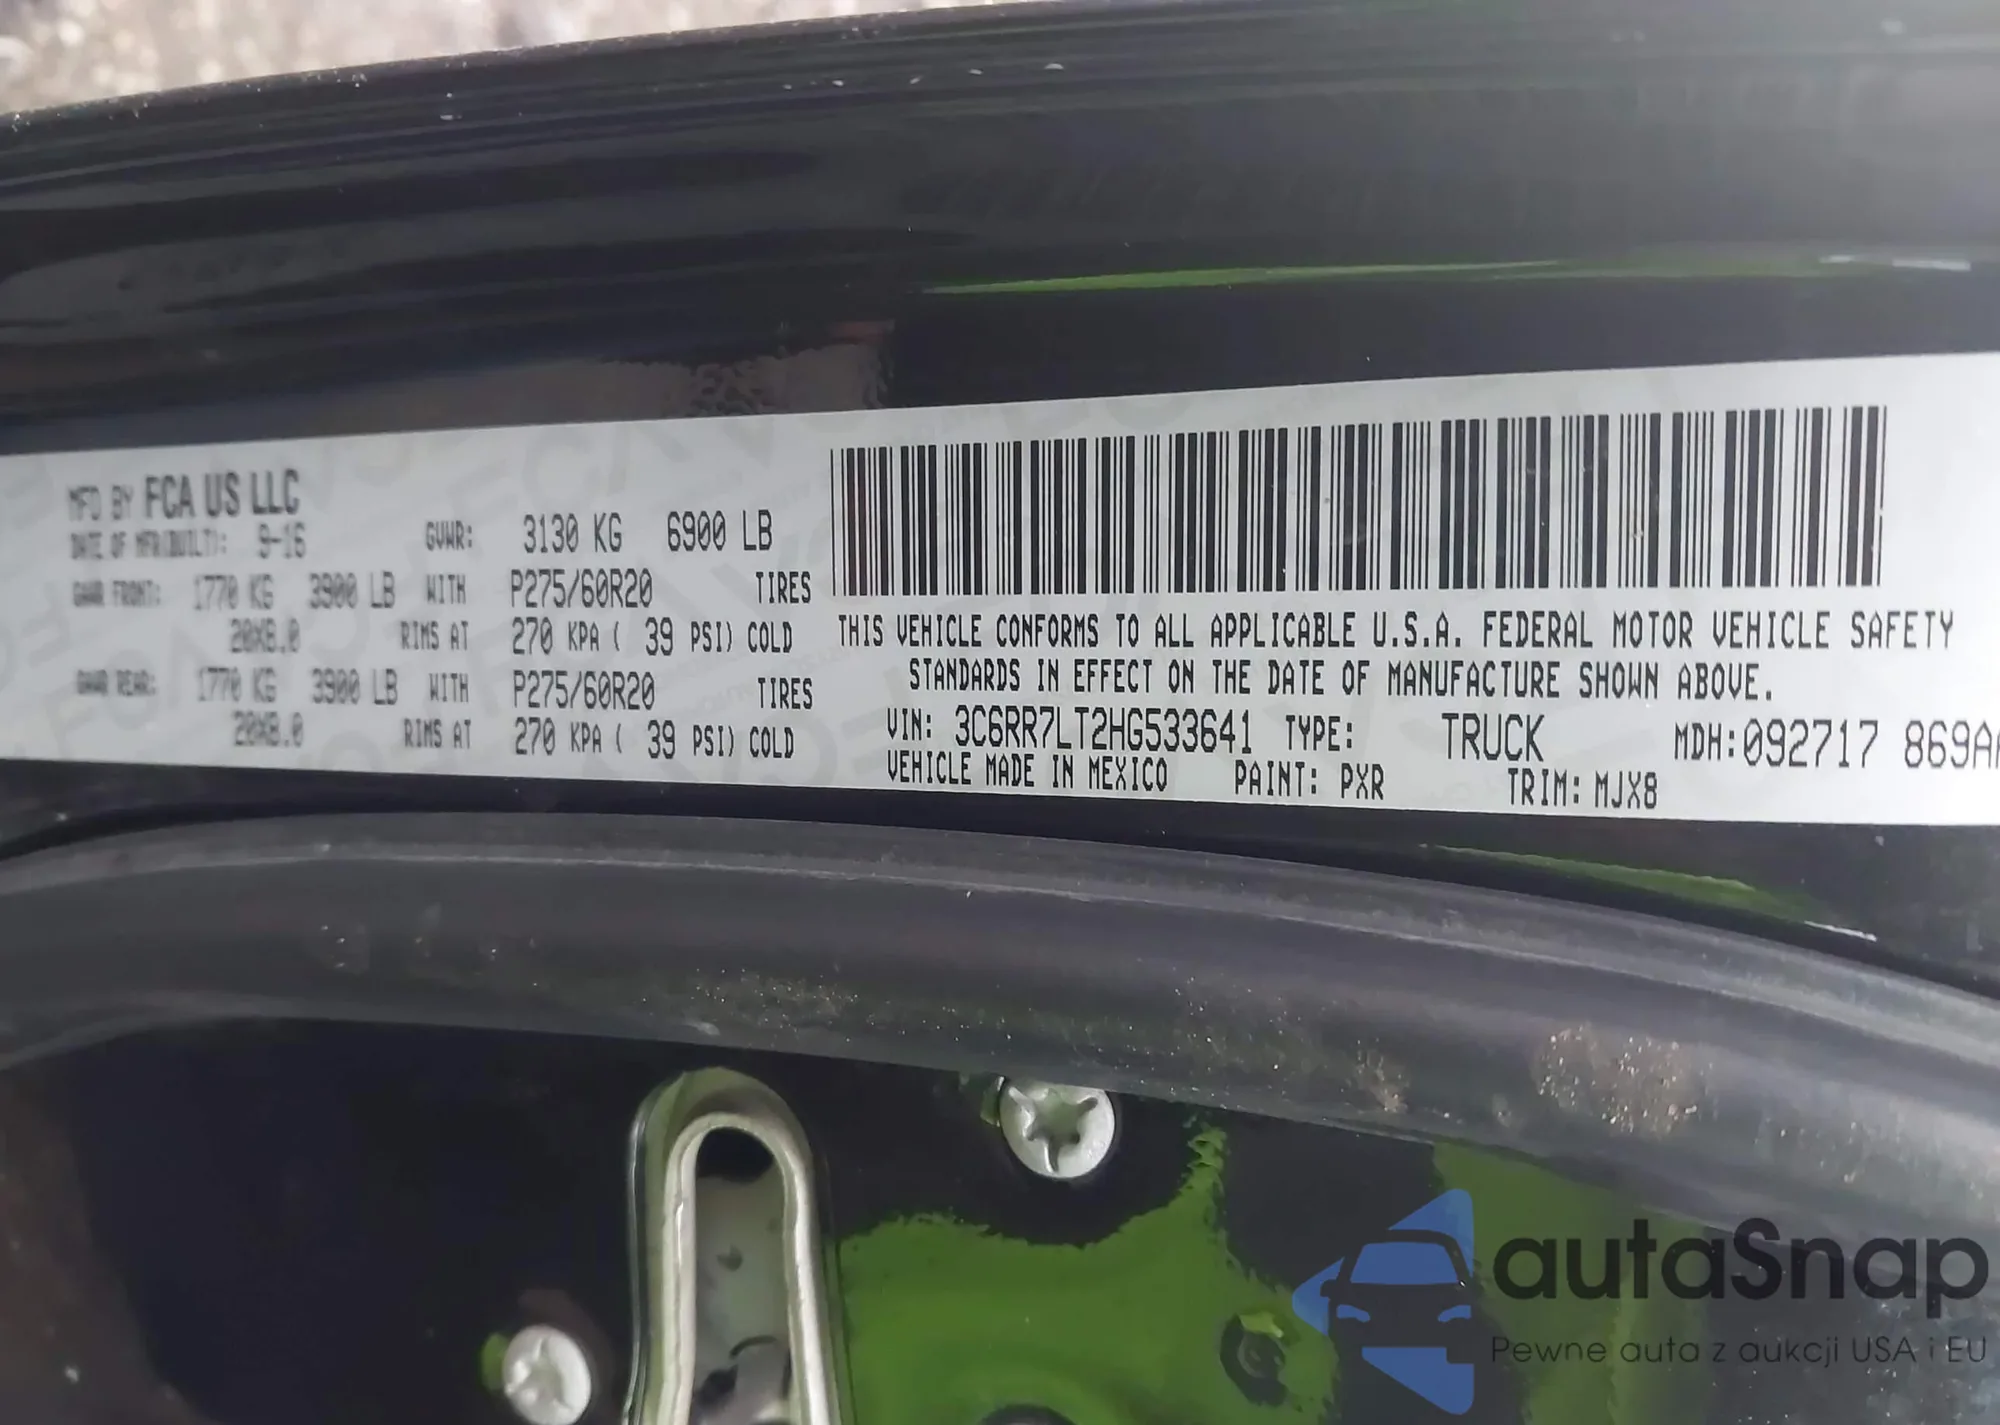 MFD BY FCA US LLC
DATE OF MFR(BUILT): 9-16 GVWR: 3130 KG 6900 LB
GAWR FRONT: 1770 KG 3900 LB WITH P275/60R20 TIRES
20X8.0 RIMS AT 270 KPA ( 39 PSI) COLD
GAWR REAR: 1770 KG 3900 LB WITH P275/60R20 TIRES
20X8.0 RIMS AT 270 KPA ( 39 PSI) COLD
THIS VEHICLE CONFORMS TO ALL APPLICABLE U.S.A. FEDERAL MOTOR VEHICLE SAFETY
STANDARDS IN EFFECT ON THE DATE OF MANUFACTURE SHOWN ABOVE.
VIN: 3C6RR7LT2HG533641 TYPE: TRUCK MDH:092717 869A
VEHICLE MADE IN MEXICO PAINT: PXR TRIM: MJX8
autaSnap
Pewne auta z aukcji USA i EU